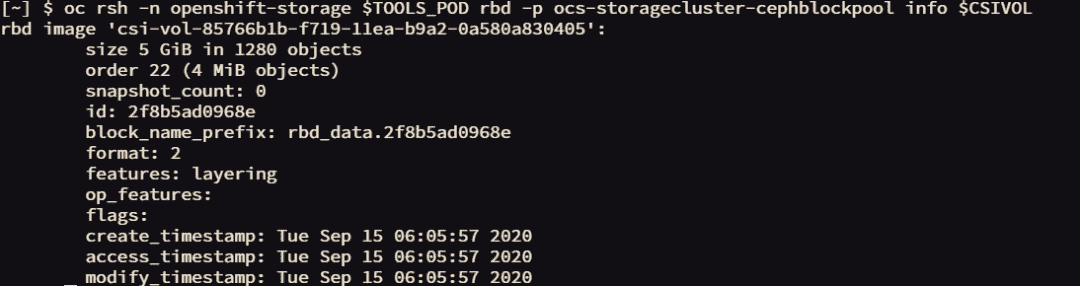 [~] $ oc rsh -n openshift-storage $TOOLS_POD rbd -p ocs-storagecluster-cephblockpool info $CSIVOL
rbd image 'csi-vol-85766b1b-f719-11ea-b9a2-0a580a830405':
        size 5 GiB in 1280 objects
        order 22 (4 MiB objects)
        snapshot_count: 0
        id: 2f8b5ad0968e
        block_name_prefix: rbd_data.2f8b5ad0968e
        format: 2
        features: layering
        op_features:
        flags:
        create_timestamp: Tue Sep 15 06:05:57 2020
        access_timestamp: Tue Sep 15 06:05:57 2020
        modify_timestamp: Tue Sep 15 06:05:57 2020